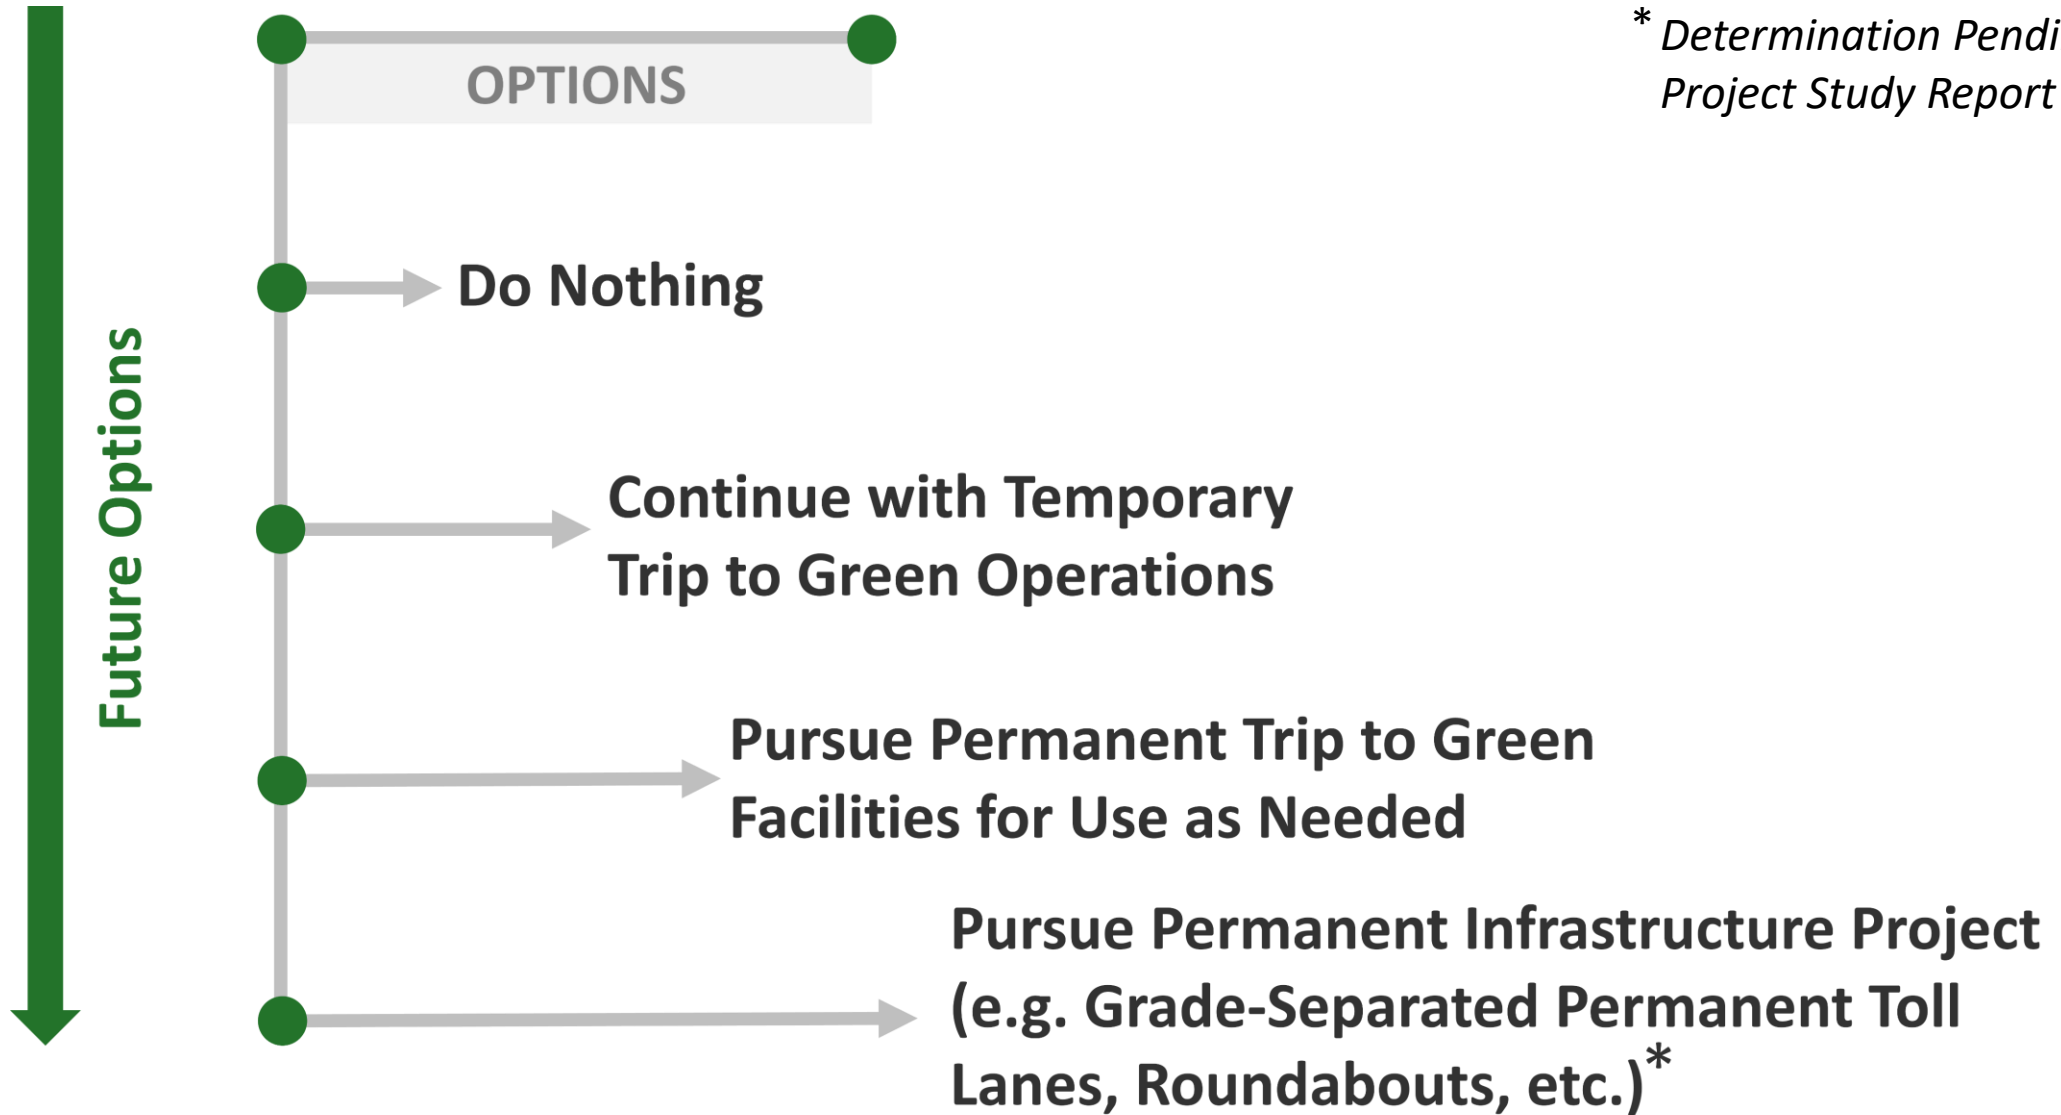 OPTIONS
* Determination Pendi
Project Study Report
Future Options
Do Nothing
Continue with Temporary
Trip to Green Operations
Pursue Permanent Trip to Green
Facilities for Use as Needed
Pursue Permanent Infrastructure Project
(e.g. Grade-Separated Permanent Toll
Lanes, Roundabouts, etc.)*